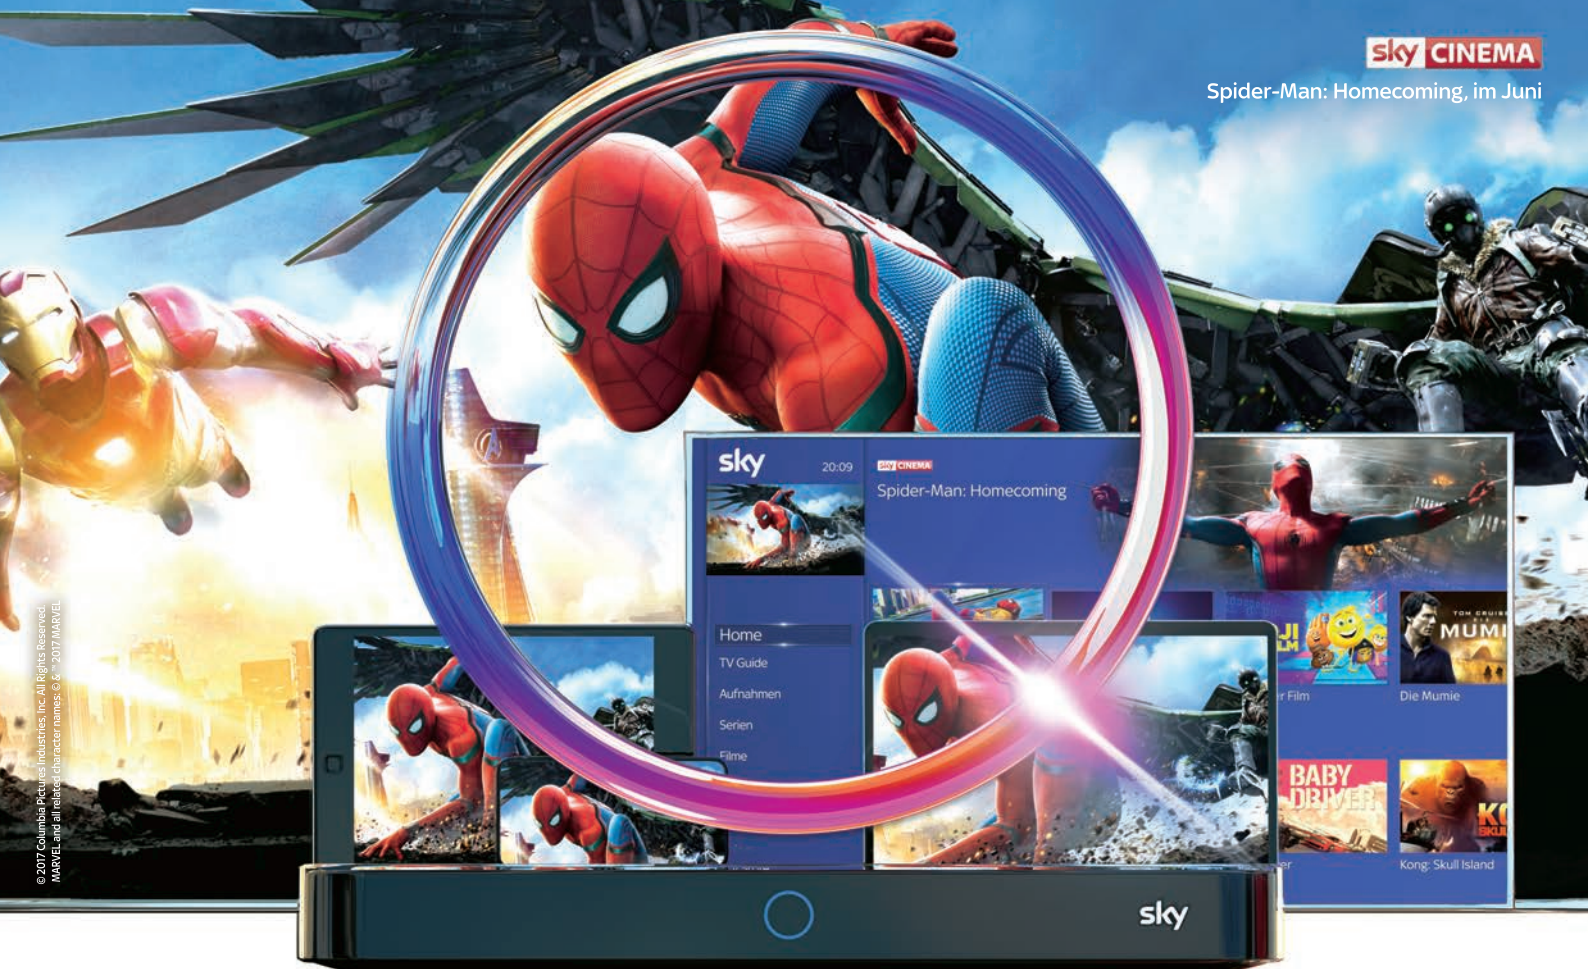 sky CINEMA
Spider-Man: Homecoming, im Juni
sky
20:09
sky CINEMA
Spider-Man: Homecoming
Home
TV Guide
Aufnahmen
Serien
Filme
TOM CRUISE
Die Mumie
Film
BABY
DRIVER
Kong: Skull Island
sky
© 2017 Columbia Pictures Industries, Inc. All Rights Reserved.
MARVEL and all related character names: © & ™ 2017 MARVEL